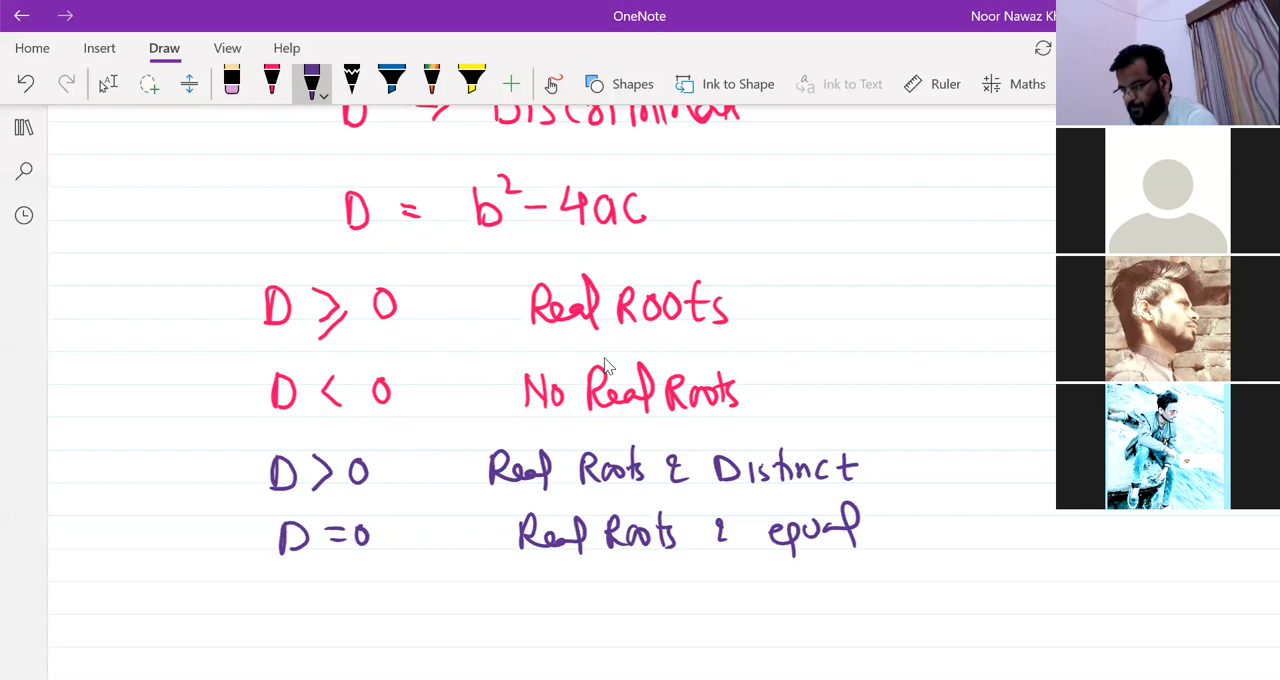 OneNote
Noor Nawaz Kh
Home Insert Draw View Help
Shapes Ink to Shape Ink to Text Ruler Maths
D → Discriminan
D = b² - 4ac
D ⩾ 0 Real Roots
D < 0 No Real Roots
D > 0 Real Roots & Distinct
D = 0 Real Roots & equal